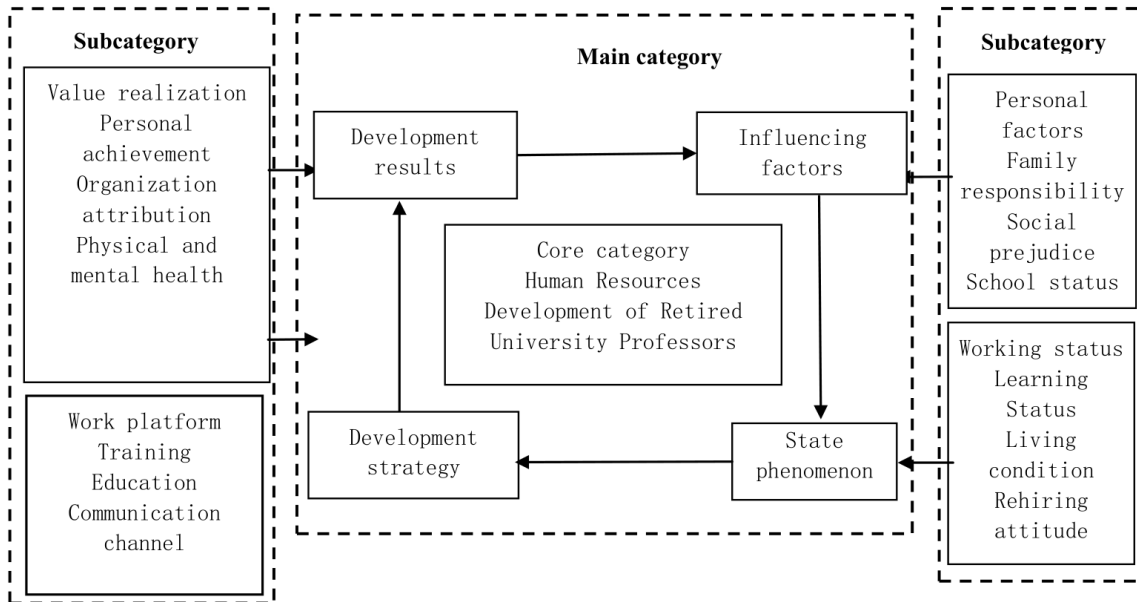 Subcategory
Value realization
Personal
achievement
Organization
attribution
Physical and
mental health
Work platform
Training
Education
Communication
channel
Main category
Development
results
Influencing
factors
Core category
Human Resources
Development of Retired
University Professors
Development
strategy
State
phenomenon
Subcategory
Personal
factors
Family
responsibility
Social
prejudice
School status
Working status
Learning
Status
Living
condition
Rehiring
attitude